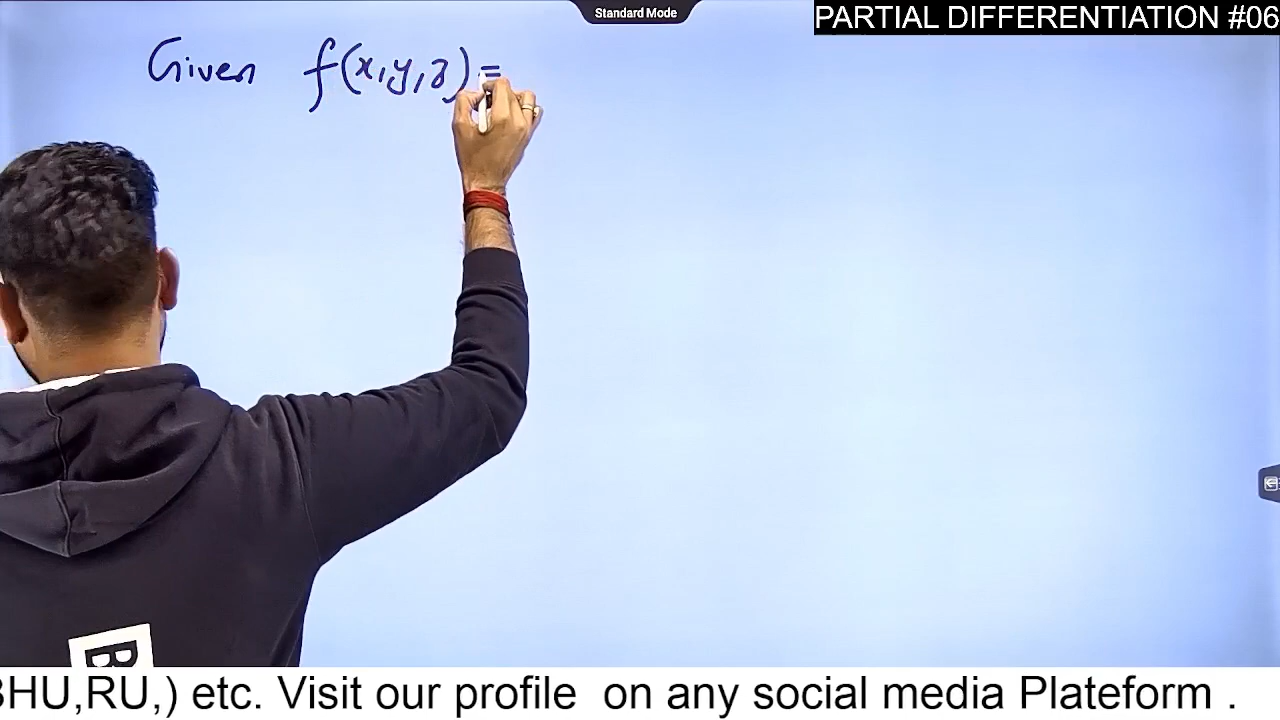 Standard Mode
PARTIAL DIFFERENTIATION #06
Given f(x,y,z) =
B
BHU,RU,) etc. Visit our profile on any social media Plateform .